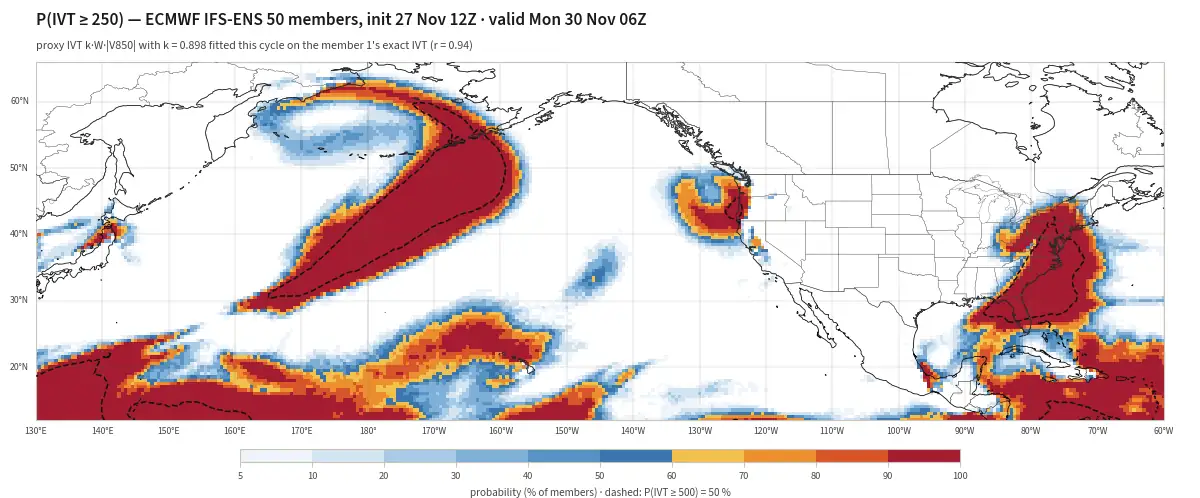 P(IVT ≥ 250) — ECMWF IFS-ENS 50 members, init 27 Nov 12Z · valid Mon 30 Nov 06Z
proxy IVT k·W·|V850| with k = 0.898 fitted this cycle on the member 1's exact IVT (r = 0.94)
60°N
50°N
40°N
30°N
20°N
130°E 140°E 150°E 160°E 170°E 180° 170°W 160°W 150°W 140°W 130°W 120°W 110°W 100°W 90°W 80°W 70°W 60°W
5 10 20 30 40 50 60 70 80 90 100
probability (% of members) · dashed: P(IVT ≥ 500) = 50 %